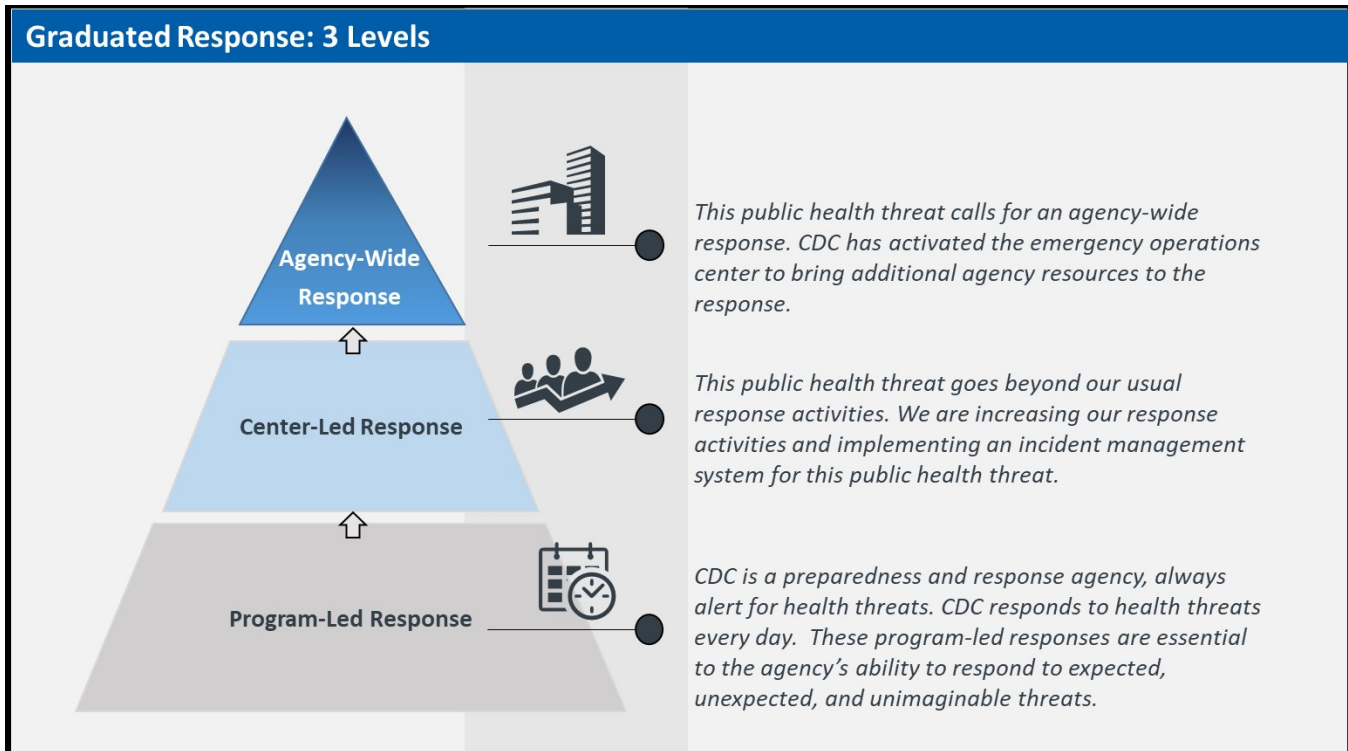 Graduated Response: 3 Levels
Agency-Wide
Response
This public health threat calls for an agency-wide
response. CDC has activated the emergency operations
center to bring additional agency resources to the
response.
Center-Led Response
This public health threat goes beyond our usual
response activities. We are increasing our response
activities and implementing an incident management
system for this public health threat.
Program-Led Response
CDC is a preparedness and response agency, always
alert for health threats. CDC responds to health threats
every day.  These program-led responses are essential
to the agency’s ability to respond to expected,
unexpected, and unimaginable threats.